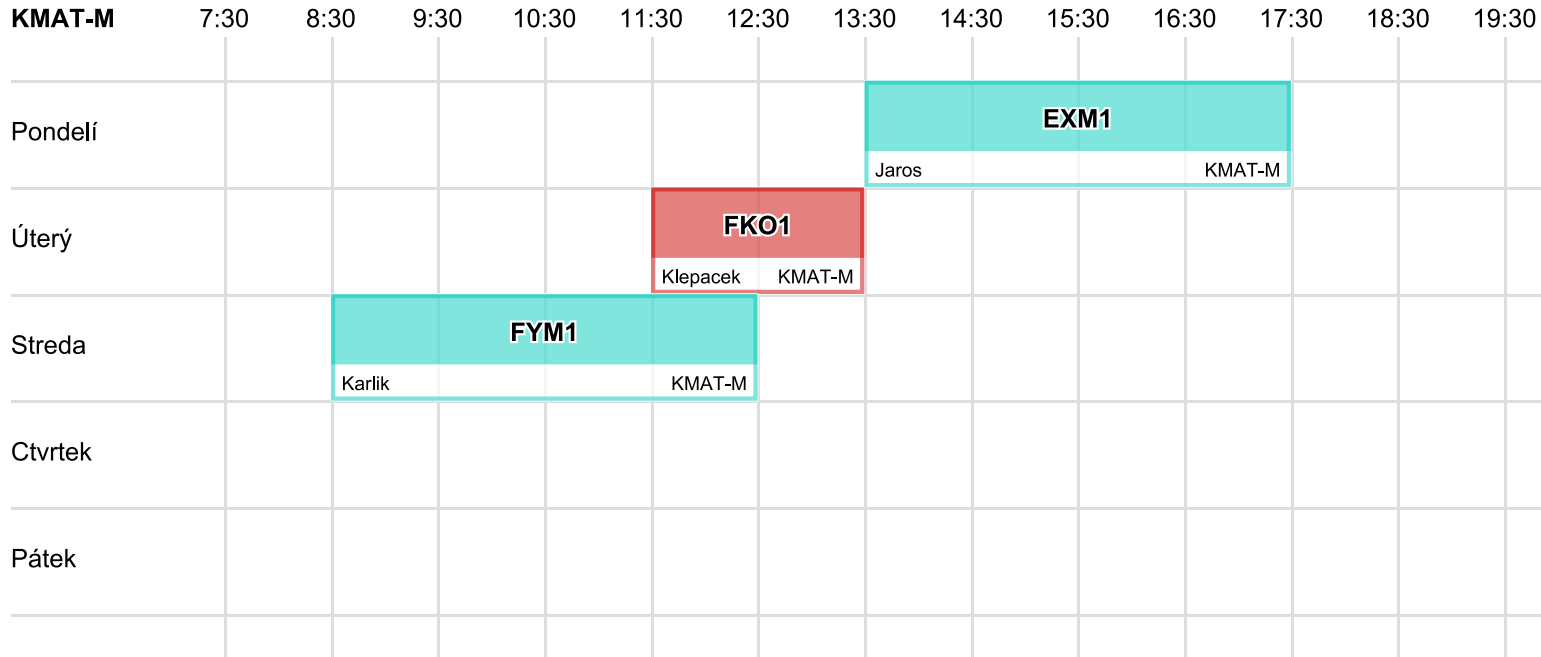 KMAT-M 7:30 8:30 9:30 10:30 11:30 12:30 13:30 14:30 15:30 16:30 17:30 18:30 19:30
Pondelí
EXM1
Jaros KMAT-M
Úterý
FKO1
Klepacek KMAT-M
Streda
FYM1
Karlik KMAT-M
Ctvrtek
Pátek